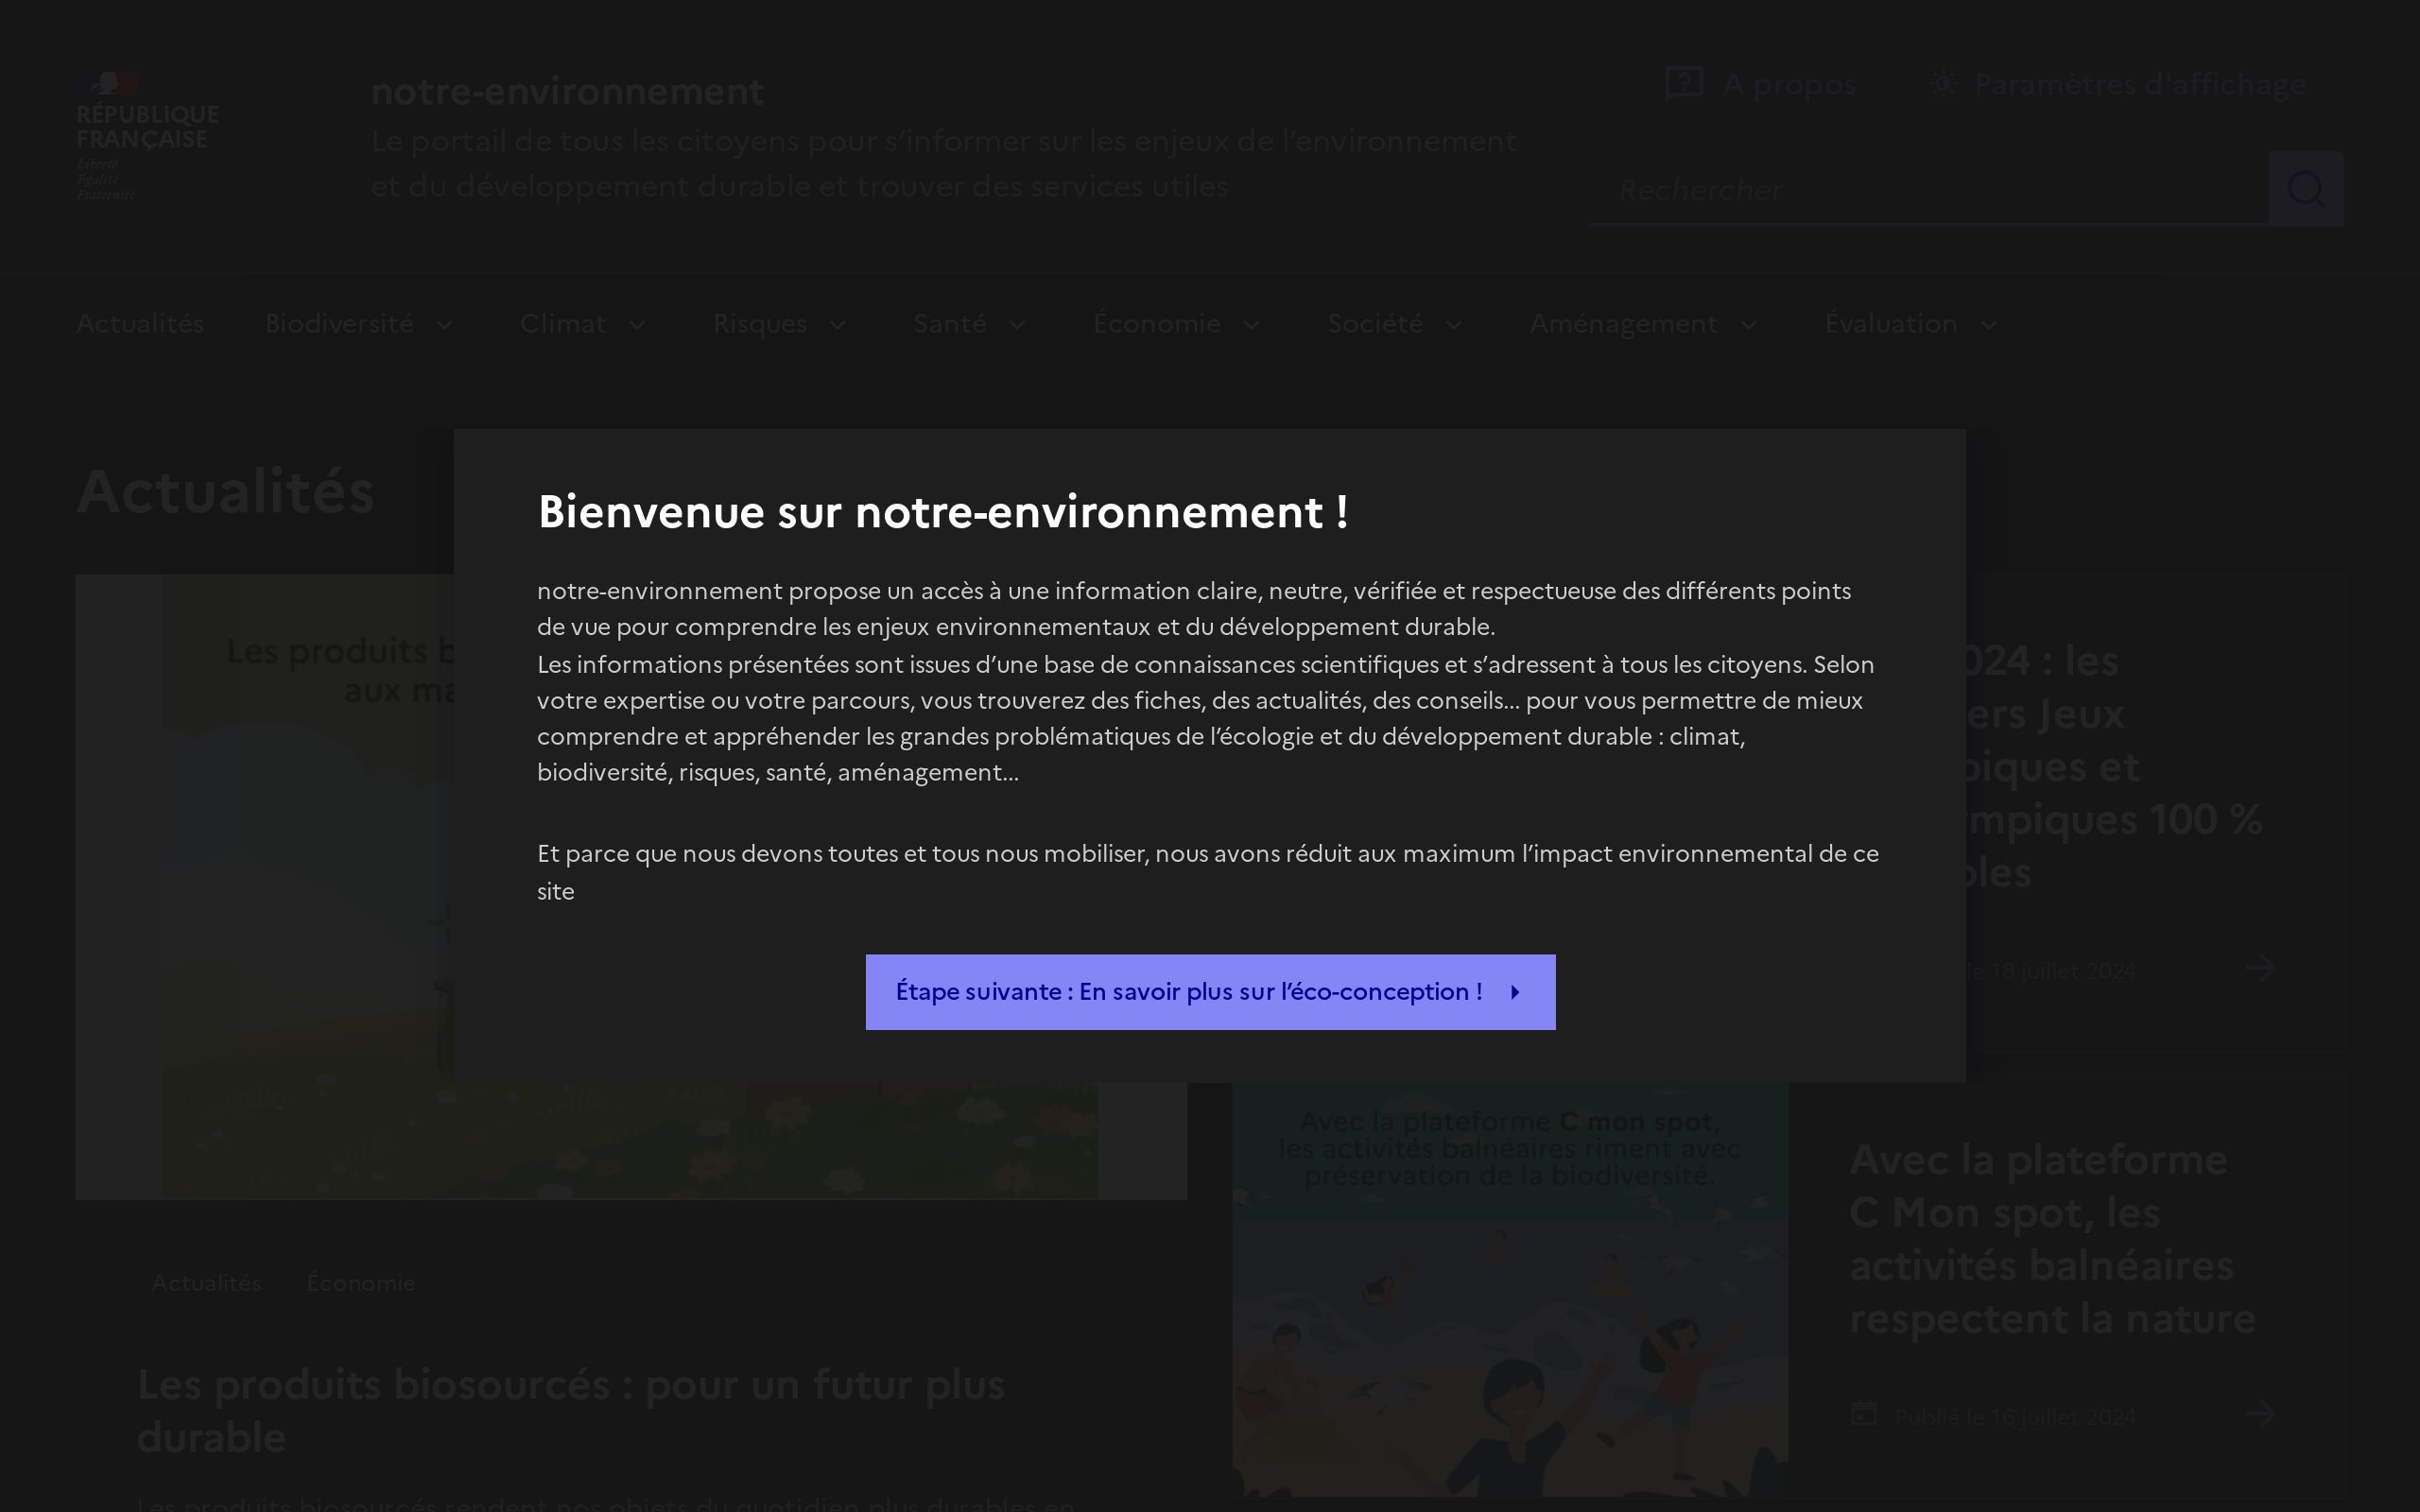 RÉPUBLIQUE
FRANÇAISE
Liberté
Égalité
Fraternité
notre-environnement
Le portail de tous les citoyens pour s’informer sur les enjeux de l’environnement
et du développement durable et trouver des services utiles
A propos
Paramètres d'affichage
Rechercher
Actualités Biodiversité Climat Risques Santé Économie Société Aménagement Évaluation
Actualités
Bienvenue sur notre-environnement !
notre-environnement propose un accès à une information claire, neutre, vérifiée et respectueuse des différents points
de vue pour comprendre les enjeux environnementaux et du développement durable.
Les informations présentées sont issues d’une base de connaissances scientifiques et s’adressent à tous les citoyens. Selon
votre expertise ou votre parcours, vous trouverez des fiches, des actualités, des conseils... pour vous permettre de mieux
comprendre et appréhender les grandes problématiques de l’écologie et du développement durable : climat,
biodiversité, risques, santé, aménagement...
Et parce que nous devons toutes et tous nous mobiliser, nous avons réduit aux maximum l’impact environnemental de ce
site
Étape suivante : En savoir plus sur l’éco-conception !
Les produits b
aux ma
024 : les
ers Jeux
piques et
mpiques 100 %
bles
le 18 juillet 2024
Actualités Économie
Les produits biosourcés : pour un futur plus
durable
Les produits biosourcés rendent nos objets du quotidien plus durables en
Avec la plateforme C mon spot,
les activités balnéaires riment avec
préservation de la biodiversité.
Avec la plateforme
C Mon spot, les
activités balnéaires
respectent la nature
Publié le 16 juillet 2024